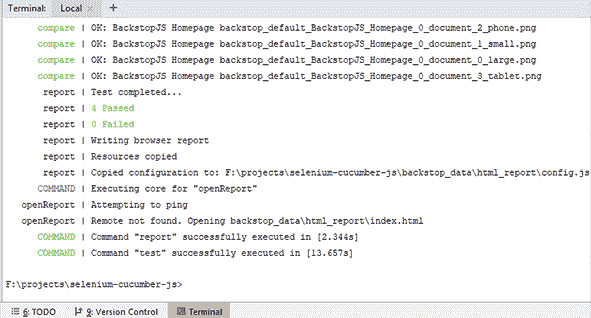 Terminal: Local × +
compare | OK: BackstopJS Homepage backstop_default_BackstopJS_Homepage_0_document_2_phone.png
compare | OK: BackstopJS Homepage backstop_default_BackstopJS_Homepage_0_document_1_small.png
compare | OK: BackstopJS Homepage backstop_default_BackstopJS_Homepage_0_document_0_large.png
compare | OK: BackstopJS Homepage backstop_default_BackstopJS_Homepage_0_document_3_tablet.png
report | Test completed...
report | 4 Passed
report | 0 Failed
report | Writing browser report
report | Resources copied
report | Copied configuration to: F:\projects\selenium-cucumber-js\backstop_data\html_report\config.js
COMMAND | Executing core for "openReport"
openReport | Attempting to ping
openReport | Remote not found. Opening backstop_data\html_report\index.html
COMMAND | Command "report" successfully executed in [2.344s]
COMMAND | Command "test" successfully executed in [13.657s]
F:\projects\selenium-cucumber-js>
6: TODO 9: Version Control Terminal